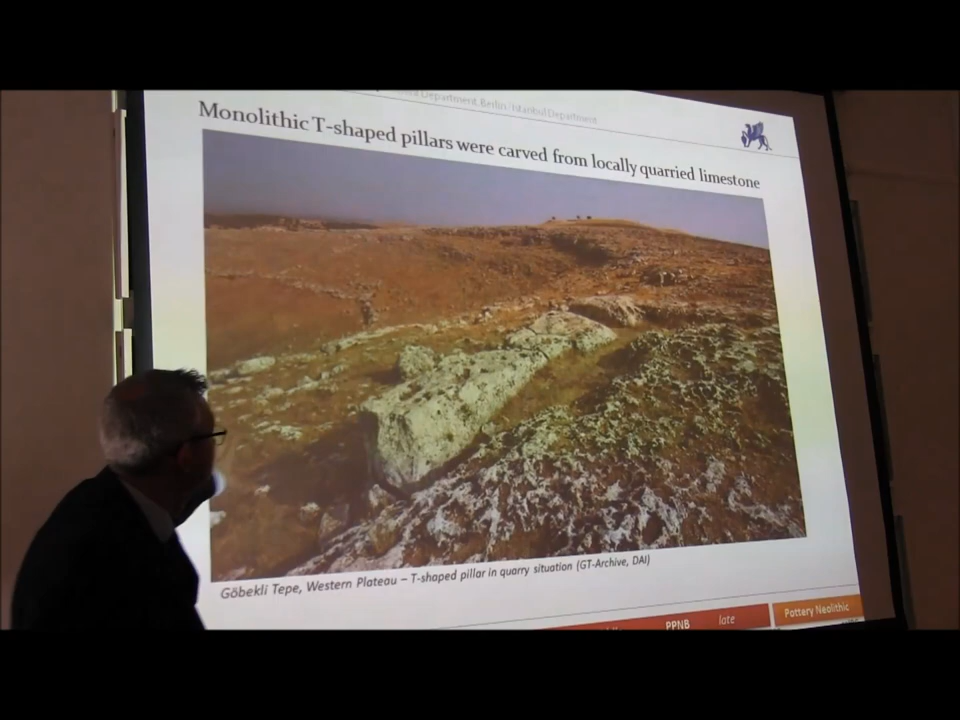 Department, Berlin / Istanbul Department
Monolithic T-shaped pillars were carved from locally quarried limestone
Göbekli Tepe, Western Plateau – T-shaped pillar in quarry situation (GT-Archive, DAI)
PPNB late Pottery Neolithic